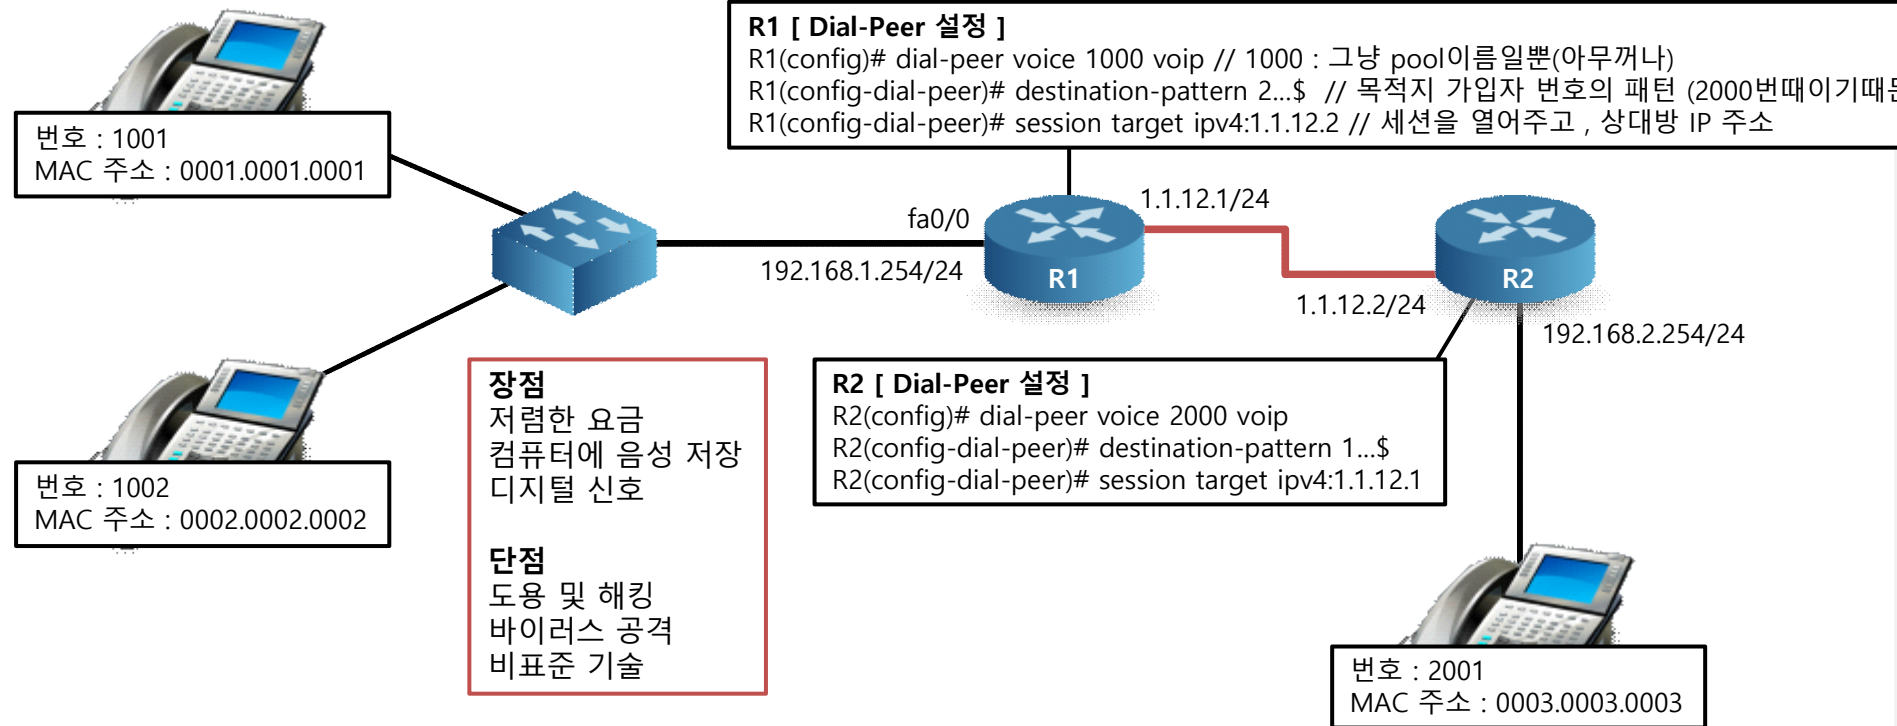 R1 [ Dial-Peer 설정 ]
R1(config)# dial-peer voice 1000 voip // 1000 : 그냥 pool이름일뿐(아무꺼나)
R1(config-dial-peer)# destination-pattern 2...$ // 목적지 가입자 번호의 패턴 (2000번때이기때
R1(config-dial-peer)# session target ipv4:1.1.12.2 // 세션을 열어주고 , 상대방 IP 주소
번호 : 1001
MAC 주소 : 0001.0001.0001
fa0/0
192.168.1.254/24
R1
1.1.12.1/24
1.1.12.2/24
R2
192.168.2.254/24
번호 : 1002
MAC 주소 : 0002.0002.0002
장점
저렴한 요금
컴퓨터에 음성 저장
디지털 신호
단점
도용 및 해킹
바이러스 공격
비표준 기술
R2 [ Dial-Peer 설정 ]
R2(config)# dial-peer voice 2000 voip
R2(config-dial-peer)# destination-pattern 1...$
R2(config-dial-peer)# session target ipv4:1.1.12.1
번호 : 2001
MAC 주소 : 0003.0003.0003